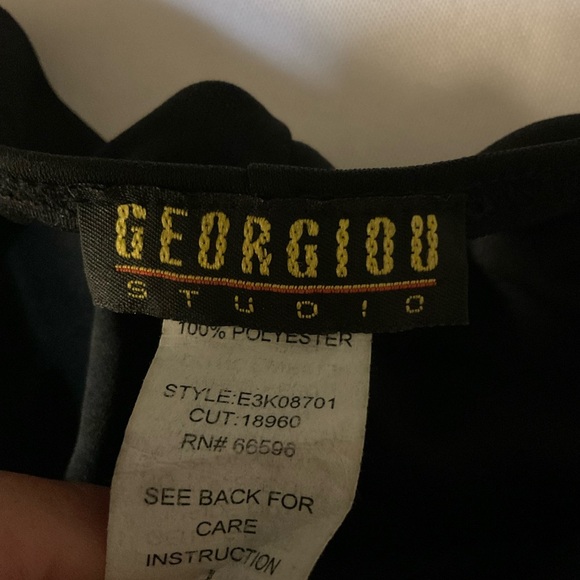 GEORGIOU
STUDIO
100% POLYESTER
STYLE:E3K08701
CUT:18960
RN# 66596
SEE BACK FOR
CARE
INSTRUCTION